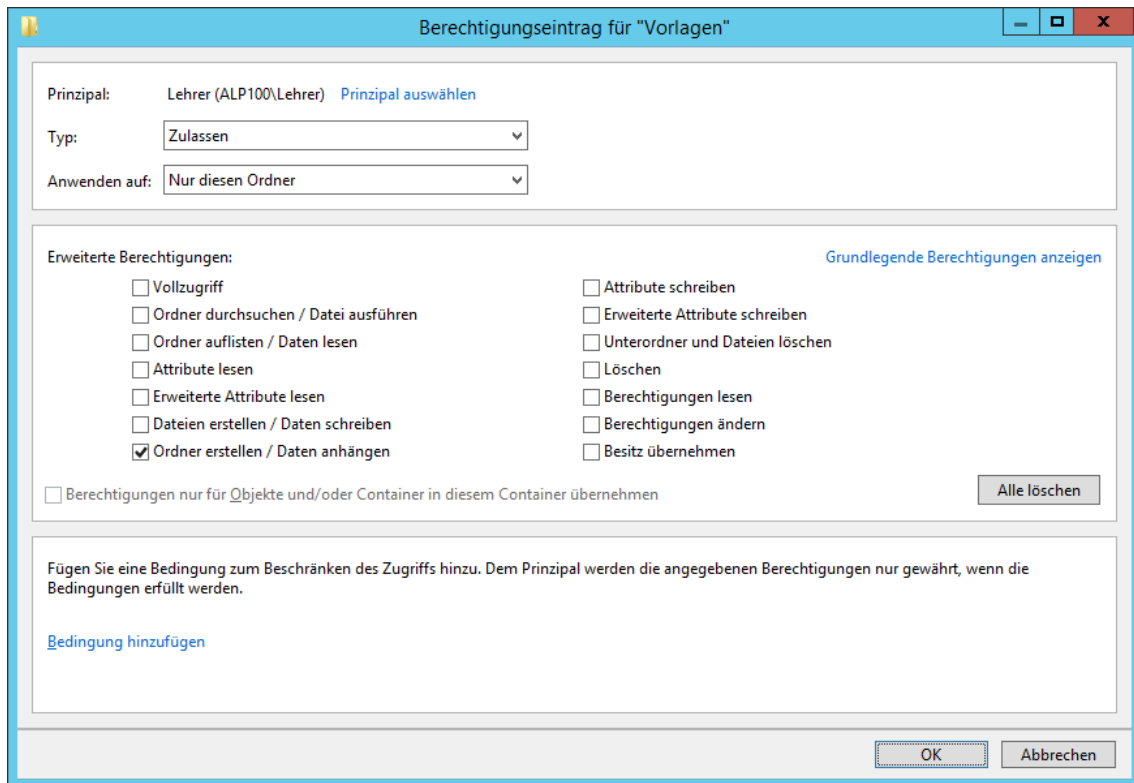 Berechtigungseintrag für "Vorlagen"
Prinzipal: Lehrer (ALP100\Lehrer) Prinzipal auswählen
Typ: Zulassen
Anwenden auf: Nur diesen Ordner
Erweiterte Berechtigungen: Grundlegende Berechtigungen anzeigen
Vollzugriff Attribute schreiben
Ordner durchsuchen / Datei ausführen Erweiterte Attribute schreiben
Ordner auflisten / Daten lesen Unterordner und Dateien löschen
Attribute lesen Löschen
Erweiterte Attribute lesen Berechtigungen lesen
Dateien erstellen / Daten schreiben Berechtigungen ändern
Ordner erstellen / Daten anhängen Besitz übernehmen
Berechtigungen nur für Objekte und/oder Container in diesem Container übernehmen Alle löschen
Fügen Sie eine Bedingung zum Beschränken des Zugriffs hinzu. Dem Prinzipal werden die angegebenen Berechtigungen nur gewährt, wenn die
Bedingungen erfüllt werden.
Bedingung hinzufügen
OK Abbrechen